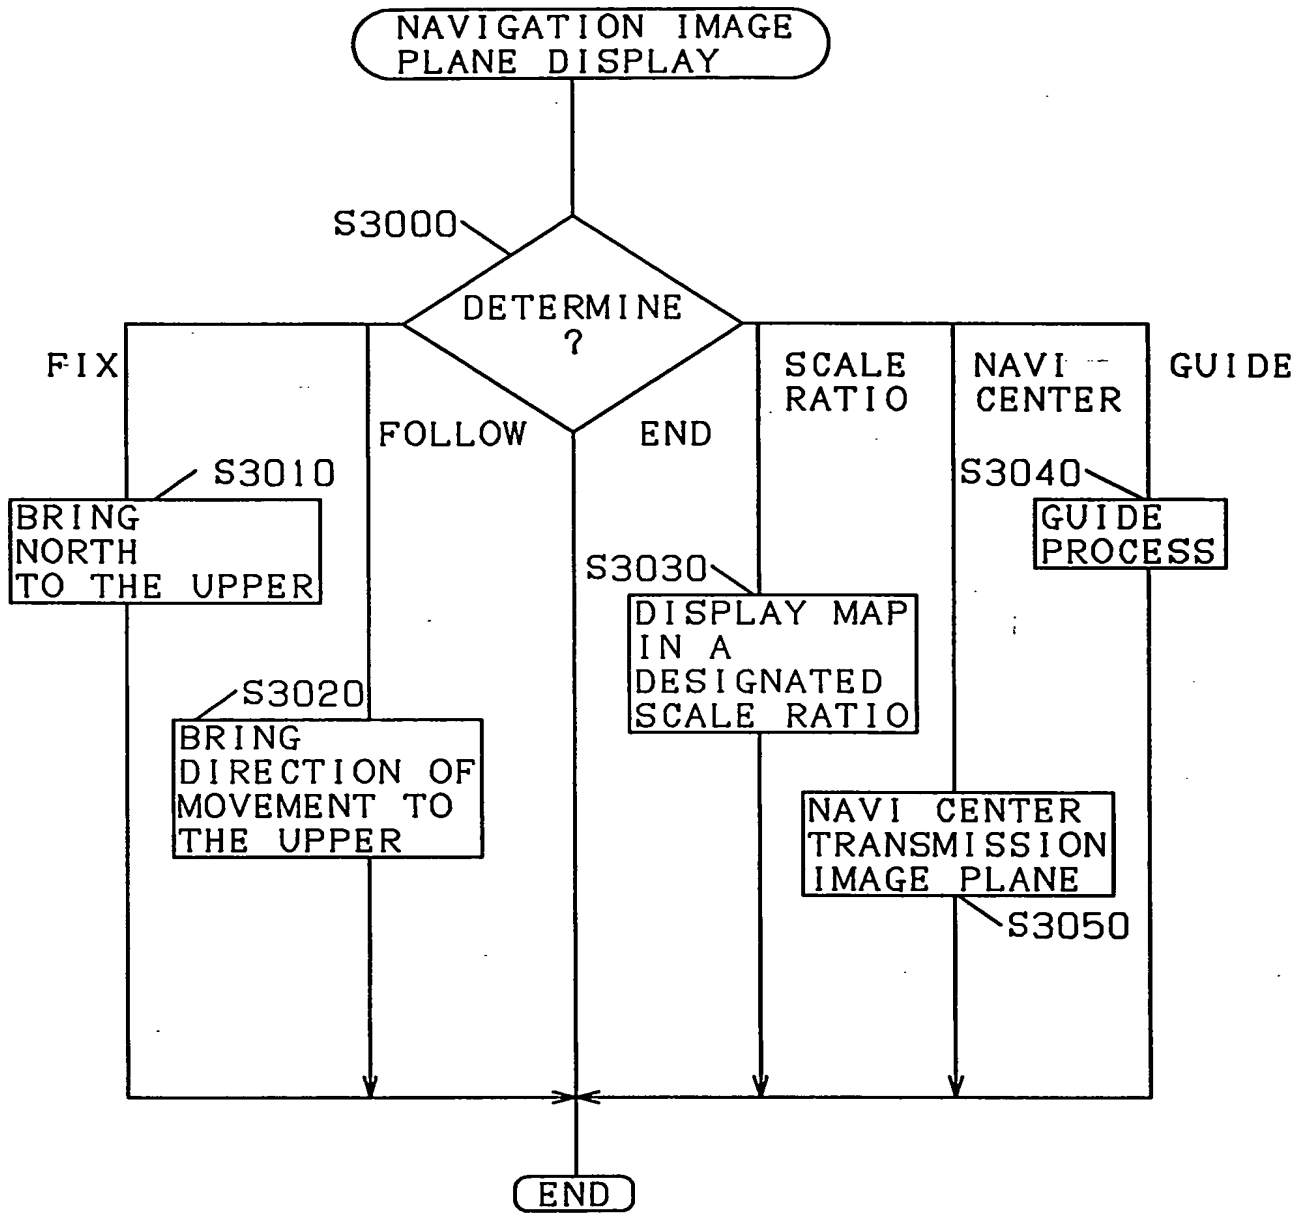 NAVIGATION IMAGE
PLANE DISPLAY
S3000
DETERMINE
?
FIX
FOLLOW
END
SCALE
RATIO
NAVI
CENTER
GUIDE
S3010
BRING
NORTH
TO THE UPPER
S3020
BRING
DIRECTION OF
MOVEMENT TO
THE UPPER
S3030
DISPLAY MAP
IN A
DESIGNATED
SCALE RATIO
S3040
GUIDE
PROCESS
NAVI CENTER
TRANSMISSION
IMAGE PLANE
S3050
END